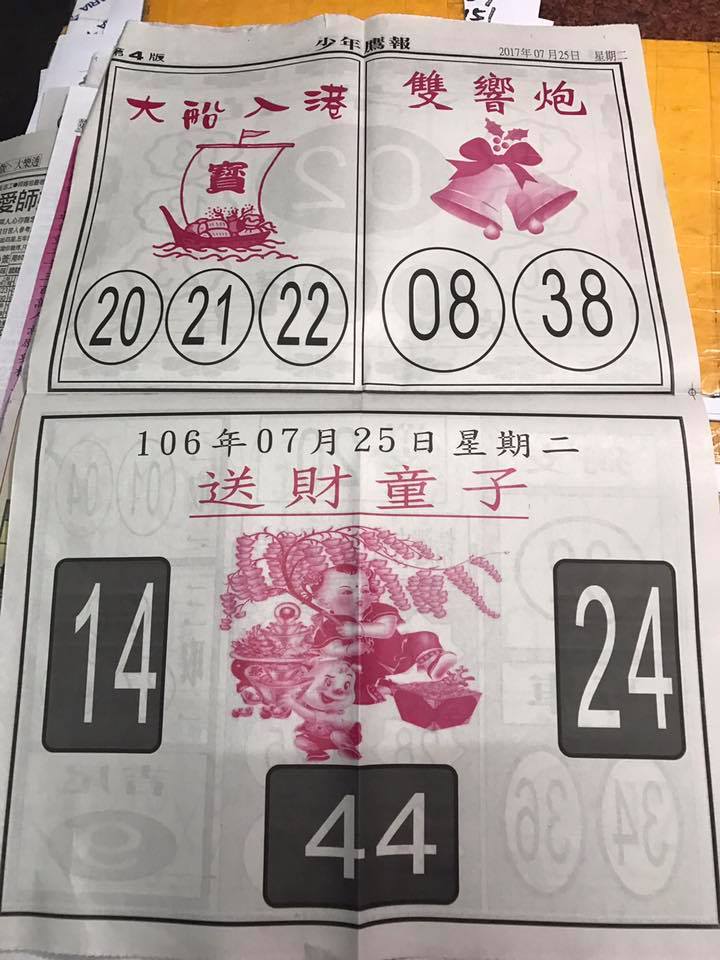 第4版
少年鷹報
2017年07月25日 星期二
大船入港
寶
20 21 22
雙響炮
08 38
106年07月25日星期二
送財童子
14
24
44